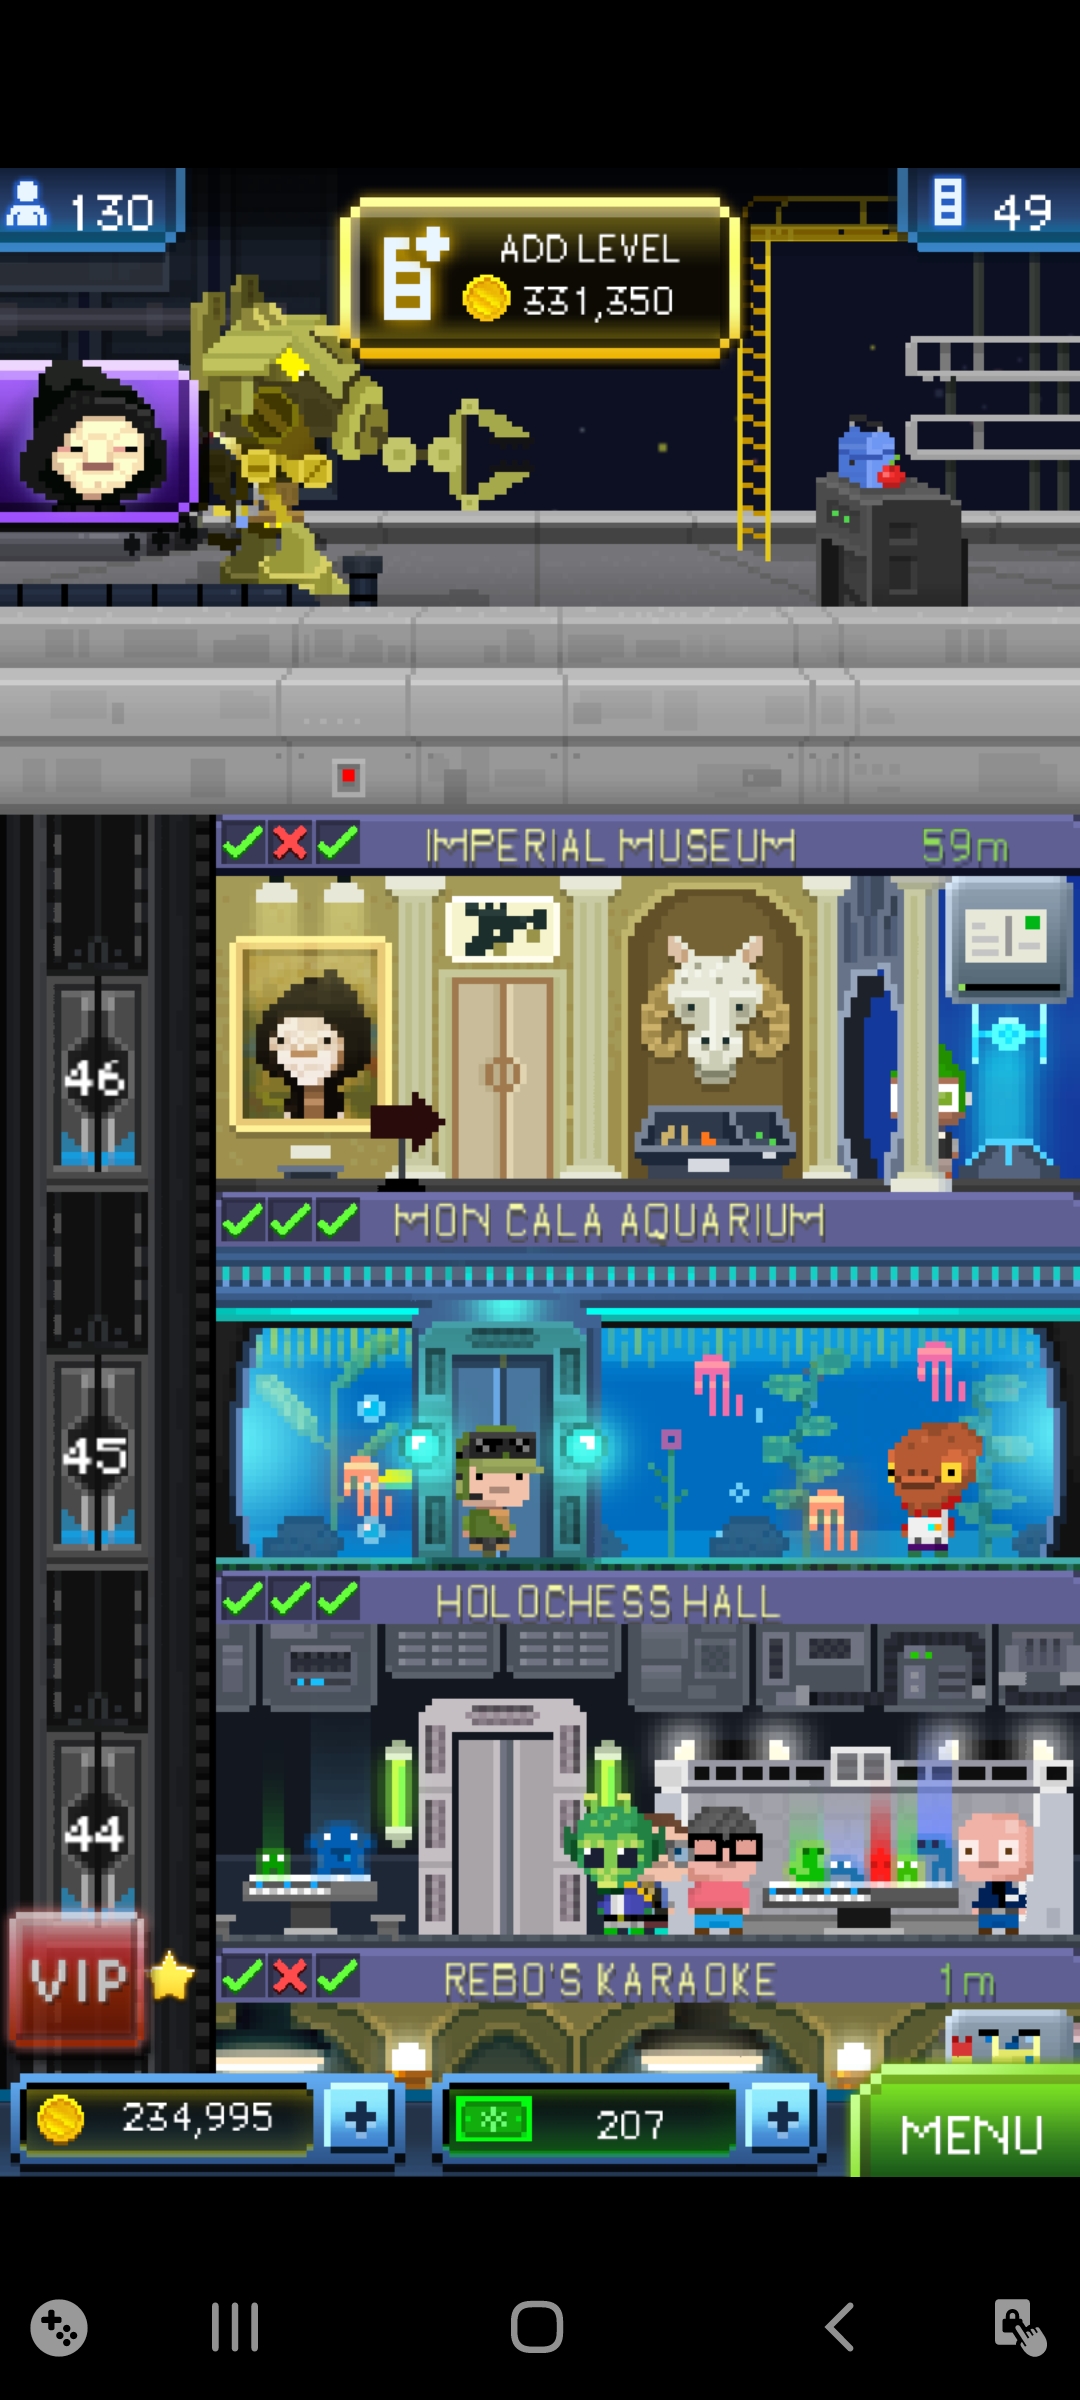 130
ADD LEVEL
331,350
49
IMPERIAL MUSEUM 59m
46
MON CALA AQUARIUM
45
HOLOCHESS HALL
44
VIP
REBO'S KARAOKE 1m
234,995
207
MENU